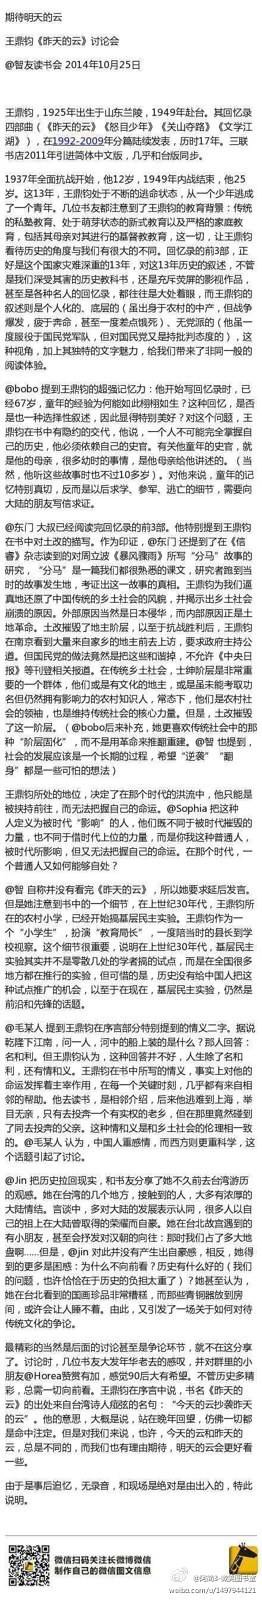 期待明天的云
王鼎钧《昨天的云》讨论会
@智友读书会 2014年10月25日
王鼎钧，1925年出生于山东兰陵，1949年赴台。其回忆录
四部曲（《昨天的云》《怒目少年》《关山夺路》《文学江
湖》），在1992-2009年分篇陆续发表，历时17年。三联
书店2011年引进简体中文版，几乎和台版同步。
1937年全面抗战开始，他12岁，1949年内战结束，他25
岁。这13年，王鼎钧处于不断的逃命状态，从一个少年逃成
了一个青年。几位书友都注意到了王鼎钧的教育背景：传统
的私塾教育、处于萌芽状态的新式教育以及严格的家庭教
育，包括其母亲对其进行的基督教教育，这一切，让王鼎钧
看待历史的角度与我们有很大的不同。回忆录的前3部，正
好是这个国家灾难深重的13年，对这13年历史的叙述，不管
是我们深受其害的历史教科书，还是充斥荧屏的影视作品，
甚至是各种名人的回忆录，都往往是大处着眼，而王鼎钧的
叙述则是个人化的、底层的（虽出身于农村的中产，但战争
爆发，疲于奔命，甚至一度差点饿死）、无党派的（他虽一
度服役于国民党军队，但对国民党又是持批判态度的），这
种视角，加上其独特的文字魅力，给我们带来了非同一般的
阅读体验。
@bobo 提到王鼎钧的超强记忆力：他开始写回忆录时，已
经67岁，童年的经验为何能如此栩栩如生？这种回忆，是否
是也一种选择性叙述，因此显得特别美好？对这个问题，王
鼎钧在书中有隐约的交代，他说，一个人不可能完全掌握自
己的历史，他必须依赖自己的史官。有关他童年的史官，就
是他的母亲，很多幼时的事情，是他母亲给他讲述的。（当
然，他听这些故事时也不过10多岁）。对他来说，童年的记
忆特别真切，反而是以后求学、参军、逃亡的细节，需要向
大陆的朋友写信求证。
@东门 大叔已经阅读完回忆录的前3部。他特别提到王鼎钧
在书中对土改的描写。作为印证，@东门 还提到了在《信
睿》杂志读到的对周立波《暴风骤雨》所写“分马”故事的
研究，“分马”是一篇我们都很熟悉的课文，研究者跑到当
时的故事发生地，考证出这一故事的真相。王鼎钧为我们逼
真地还原了中国传统的乡土社会的风貌，并揭示出乡土社会
崩溃的原因。外部原因当然是日本侵华，而内部原因正是土
地革命。土改摧毁了地主阶层，以至于抗战胜利后，王鼎钧
在南京看到大量来自家乡的地主前去上访，要求政府主持公
道。但国民党的做法竟然是把这些和谐掉，不允许《中央日
报》等刊登相关报道。在传统乡土社会，士绅阶层是非常重
要的一个群体，他们或是有文化的地主，或是虽未能考取功
名但仍然拥有影响力的农村知识人，常态下，他们是农村社
会的领袖，也是维持传统社会的核心力量。但是，土改摧毁
了这一阶层。（@bobo后来补充，她更喜欢传统社会中的那
种“阶层固化”，而不是用革命来推翻重建。@智 也提到，
社会的发展应该是一个长期的过程，希望“逆袭”“翻
身”都是一些可怕的想法）
王鼎钧所处的地位，决定了在那个时代的洪流中，他只能是
被挟持前往，而无法把握自己的命运。@Sophia 把这种
人定义为被时代“影响”的人，他们既不同于被时代摧毁的
力量，也不同于借时代上位的力量，而是你我这种普通人，
被时代所影响，但又无法把握自己的命运。在那个时代，一
个普通人又如何能够自处？
@智 自称并没有看完《昨天的云》，所以她要求延后发言。
但是她注意到书中的一个细节，在上世纪30年代，王鼎钧所
在的农村小学，已经开始搞基层民主实验。王鼎钧作为一
个“小学生”，扮演“教育局长”，一度陪当时的县长到学
校视察。这个细节很重要，说明在上世纪30年代，基层民主
实验其实并不是零散几处的学者搞的试点，而是在全国很多
地方都在推行的实验，但可惜的是，历史没有给中国人把这
种试点推广的机会，以至于在现在，基层民主实验，仍然是
前沿和先锋的话题。
@毛某人 提到王鼎钧在序言部分特别提到的情义二字。据说
乾隆下江南，问一人，河中的船上装的是什么？那人回答：
名和利。但王鼎钧认为，这种回答并不好，人生除了名和
利，还有情和义。王鼎钧在书中所写的情义，事实上对他的
命运发挥着主宰作用，在每一个关键时刻，几乎都有来自相
邻的帮助。他去读书，是相邻介绍，后来他逃难到上海，举
目无亲，只有去投奔一个有实权的老乡，但在那里竟然碰到
了同去投奔的父亲。这种情和义是和乡土社会的伦理相一致
的。@毛某人 认为，中国人重感情，而西方则更重科学，这
个话题引起了讨论。
@Jin 把历史拉回现实，和书友分享了她不久前去台湾游历
的观感。她在台湾的几个地方，接触到的人，大多有浓厚的
大陆情结。言谈中，多对大陆的发展表示认同，很多人以自
己的祖上在大陆曾取得的荣耀而自豪。她在台北故宫遇到的
有小朋友，甚至会抒发对汉朝的向往：那时我们占了多大地
盘啊……但是，@jin 对此并没有产生出自豪感，相反，她得
到的更多是困惑：为什么不向前看？历史有什么好的（我们
的问题，也许恰恰在于历史的负担太重了）？她甚至认为，
她在台北看到的国画珍品非常糟糕，而那些青铜器放到房
间，或许会让人睡不着。由此，又引发了一场关于如何对待
传统文化的争论。
最精彩的当然是后面的讨论甚至是争论环节，就不在这分享
了。讨论时，几位书友大发年华老去的感叹，并对群里的小
朋友@Horea赞赏有加，感觉90后大有希望。不管历史多精
彩，总需一切向前看。王鼎钧在序言中说，书名《昨天的
云》的出处来自台湾诗人痖弦的名句：“今天的云抄袭昨天
的云”。他的意思，大概是说，站在晚年回望，仿佛一切都
是命中注定。但是对我们来说，也许，今天的云和昨天的
云，总是不同的，而我们也有理由期待，明天的云会更好看
一些。
由于是事后追忆，无录音，和现场是绝对是由出入的，特此
说明。
微信扫码关注长微博微信
制作自己的微信图文信息
weibo.com/u/1497944121